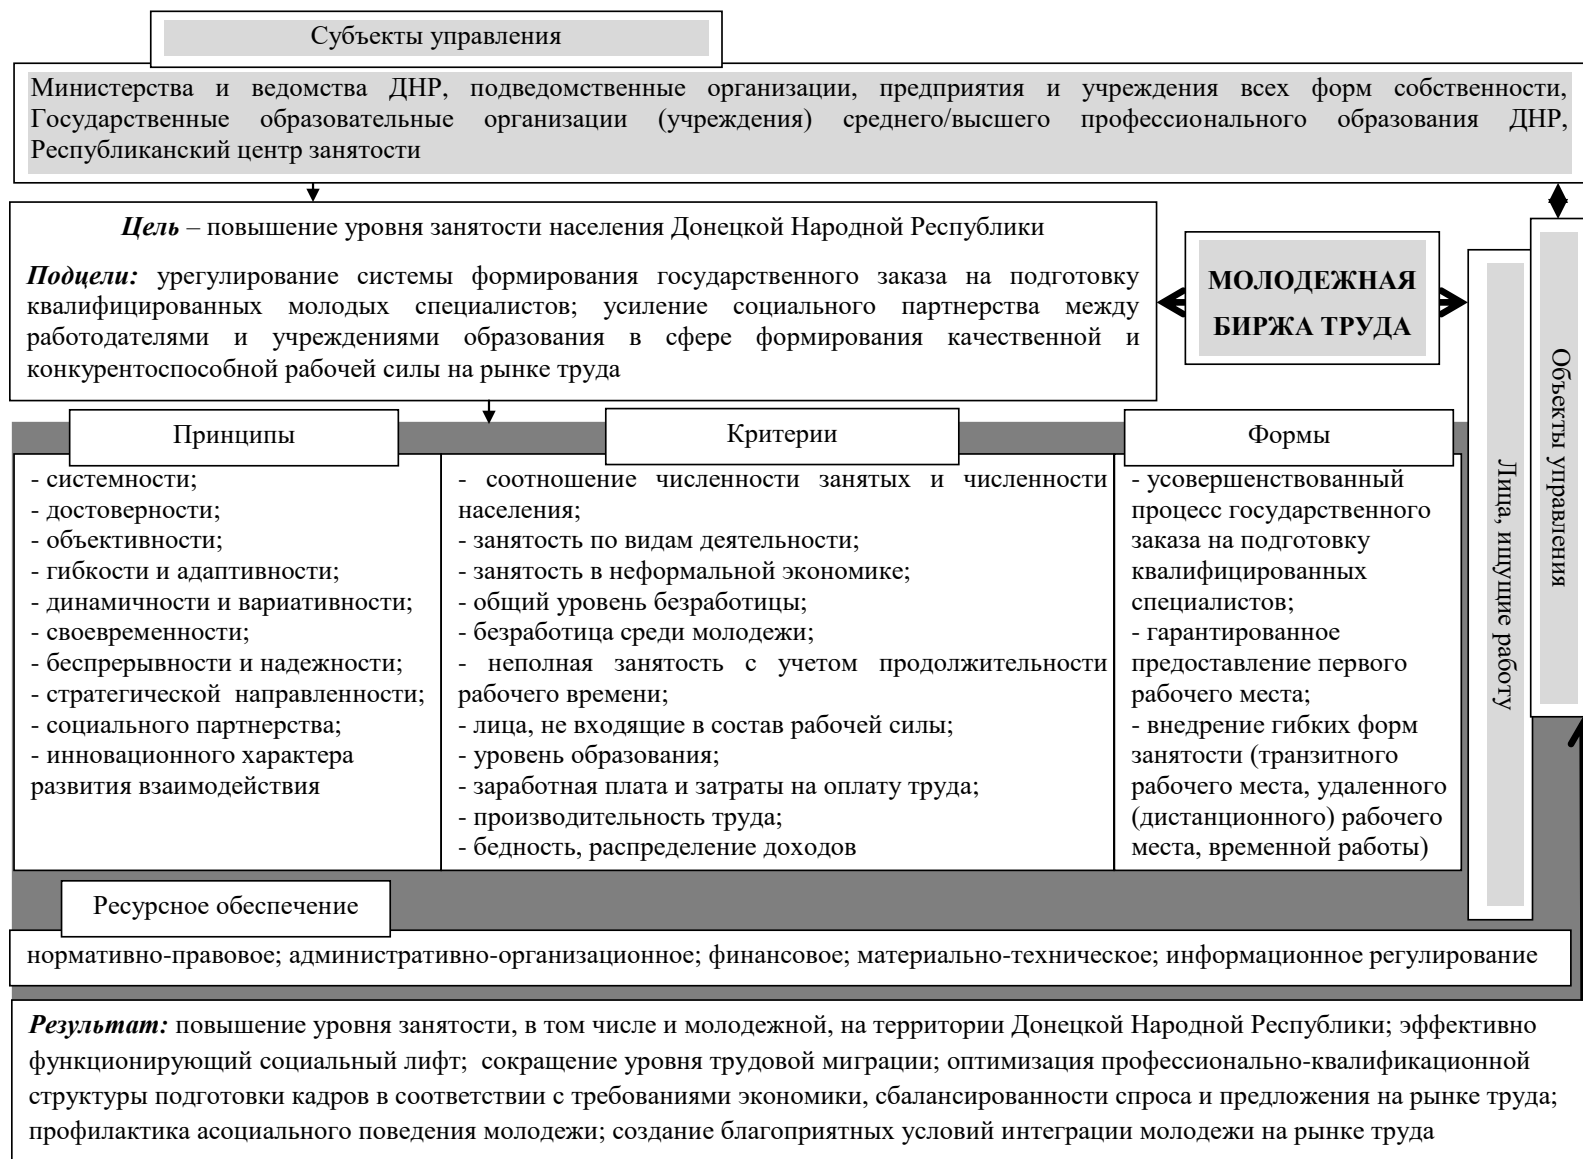 Субъекты управления
Министерства и ведомства ДНР, подведомственные организации, предприятия и учреждения всех форм собственности,
Государственные образовательные организации (учреждения) среднего/высшего профессионального образования ДНР,
Республиканский центр занятости
Цель – повышение уровня занятости населения Донецкой Народной Республики
Подцели: урегулирование системы формирования государственного заказа на подготовку
квалифицированных молодых специалистов; усиление социального партнерства между
работодателями и учреждениями образования в сфере формирования качественной и
конкурентоспособной рабочей силы на рынке труда
МОЛОДЕЖНАЯ
БИРЖА ТРУДА
Лица, ищущие работу
Объекты управления
Принципы
- системности;
- достоверности;
- объективности;
- гибкости и адаптивности;
- динамичности и вариативности;
- своевременности;
- беспрерывности и надежности;
- стратегической направленности;
- социального партнерства;
- инновационного характера
развития взаимодействия
Критерии
- соотношение численности занятых и численности
населения;
- занятость по видам деятельности;
- занятость в неформальной экономике;
- общий уровень безработицы;
- безработица среди молодежи;
- неполная занятость с учетом продолжительности
рабочего времени;
- лица, не входящие в состав рабочей силы;
- уровень образования;
- заработная плата и затраты на оплату труда;
- производительность труда;
- бедность, распределение доходов
Формы
- усовершенствованный
процесс государственного
заказа на подготовку
квалифицированных
специалистов;
- гарантированное
предоставление первого
рабочего места;
- внедрение гибких форм
занятости (транзитного
рабочего места, удаленного
(дистанционного) рабочего
места, временной работы)
Ресурсное обеспечение
нормативно-правовое; административно-организационное; финансовое; материально-техническое; информационное регулирование
Результат: повышение уровня занятости, в том числе и молодежной, на территории Донецкой Народной Республики; эффективно
функционирующий социальный лифт; сокращение уровня трудовой миграции; оптимизация профессионально-квалификационной
структуры подготовки кадров в соответствии с требованиями экономики, сбалансированности спроса и предложения на рынке труда;
профилактика асоциального поведения молодежи; создание благоприятных условий интеграции молодежи на рынке труда